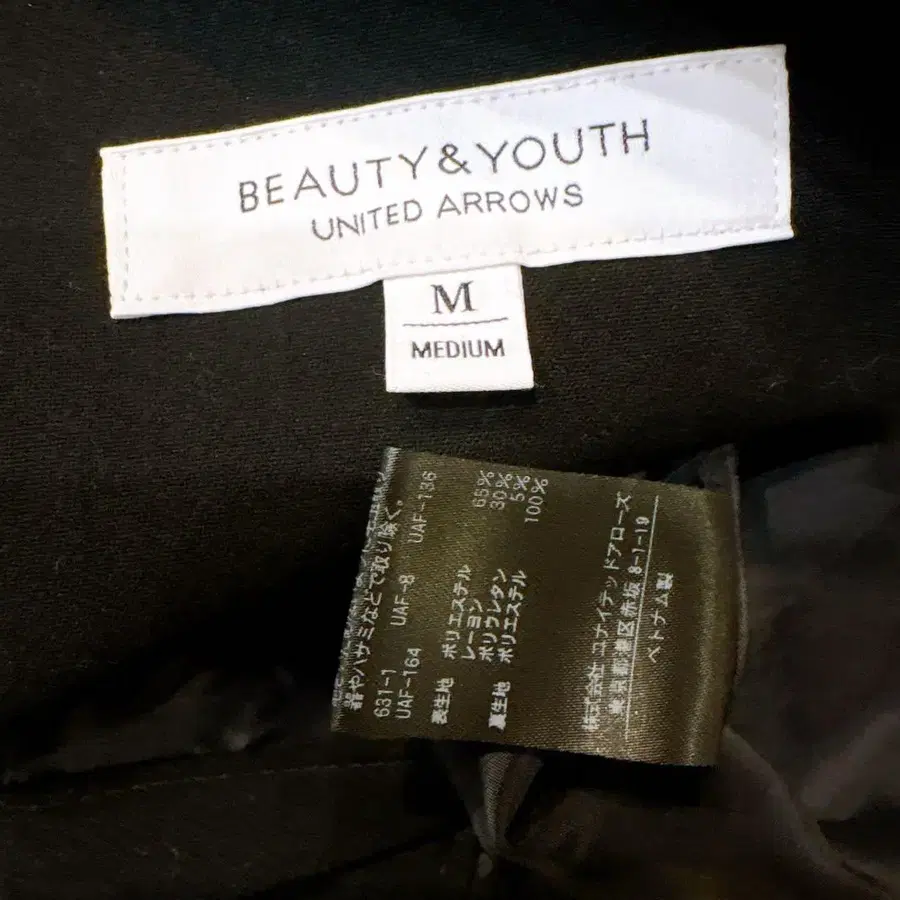 BEAUTY&YOUTH
UNITED ARROWS
M
MEDIUM
器やハサミなどで取り除く。
631-1 UAF-8 UAF-136
UAF-164
表生地 ポリエステル 65%
レーヨン 30%
ポリウレタン 5%
裏生地 ポリエステル 100%
株式会社 ユナイテッドアローズ
東京都港区赤坂 8-1-19
ベトナム製